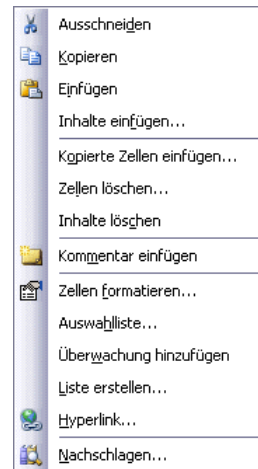 Ausschneiden
Kopieren
Einfügen
Inhalte einfügen...
Kopierte Zellen einfügen...
Zellen löschen...
Inhalte löschen
Kommentar einfügen
Zellen formatieren...
Auswahlliste...
Überwachung hinzufügen
Liste erstellen...
Hyperlink...
Nachschlagen...